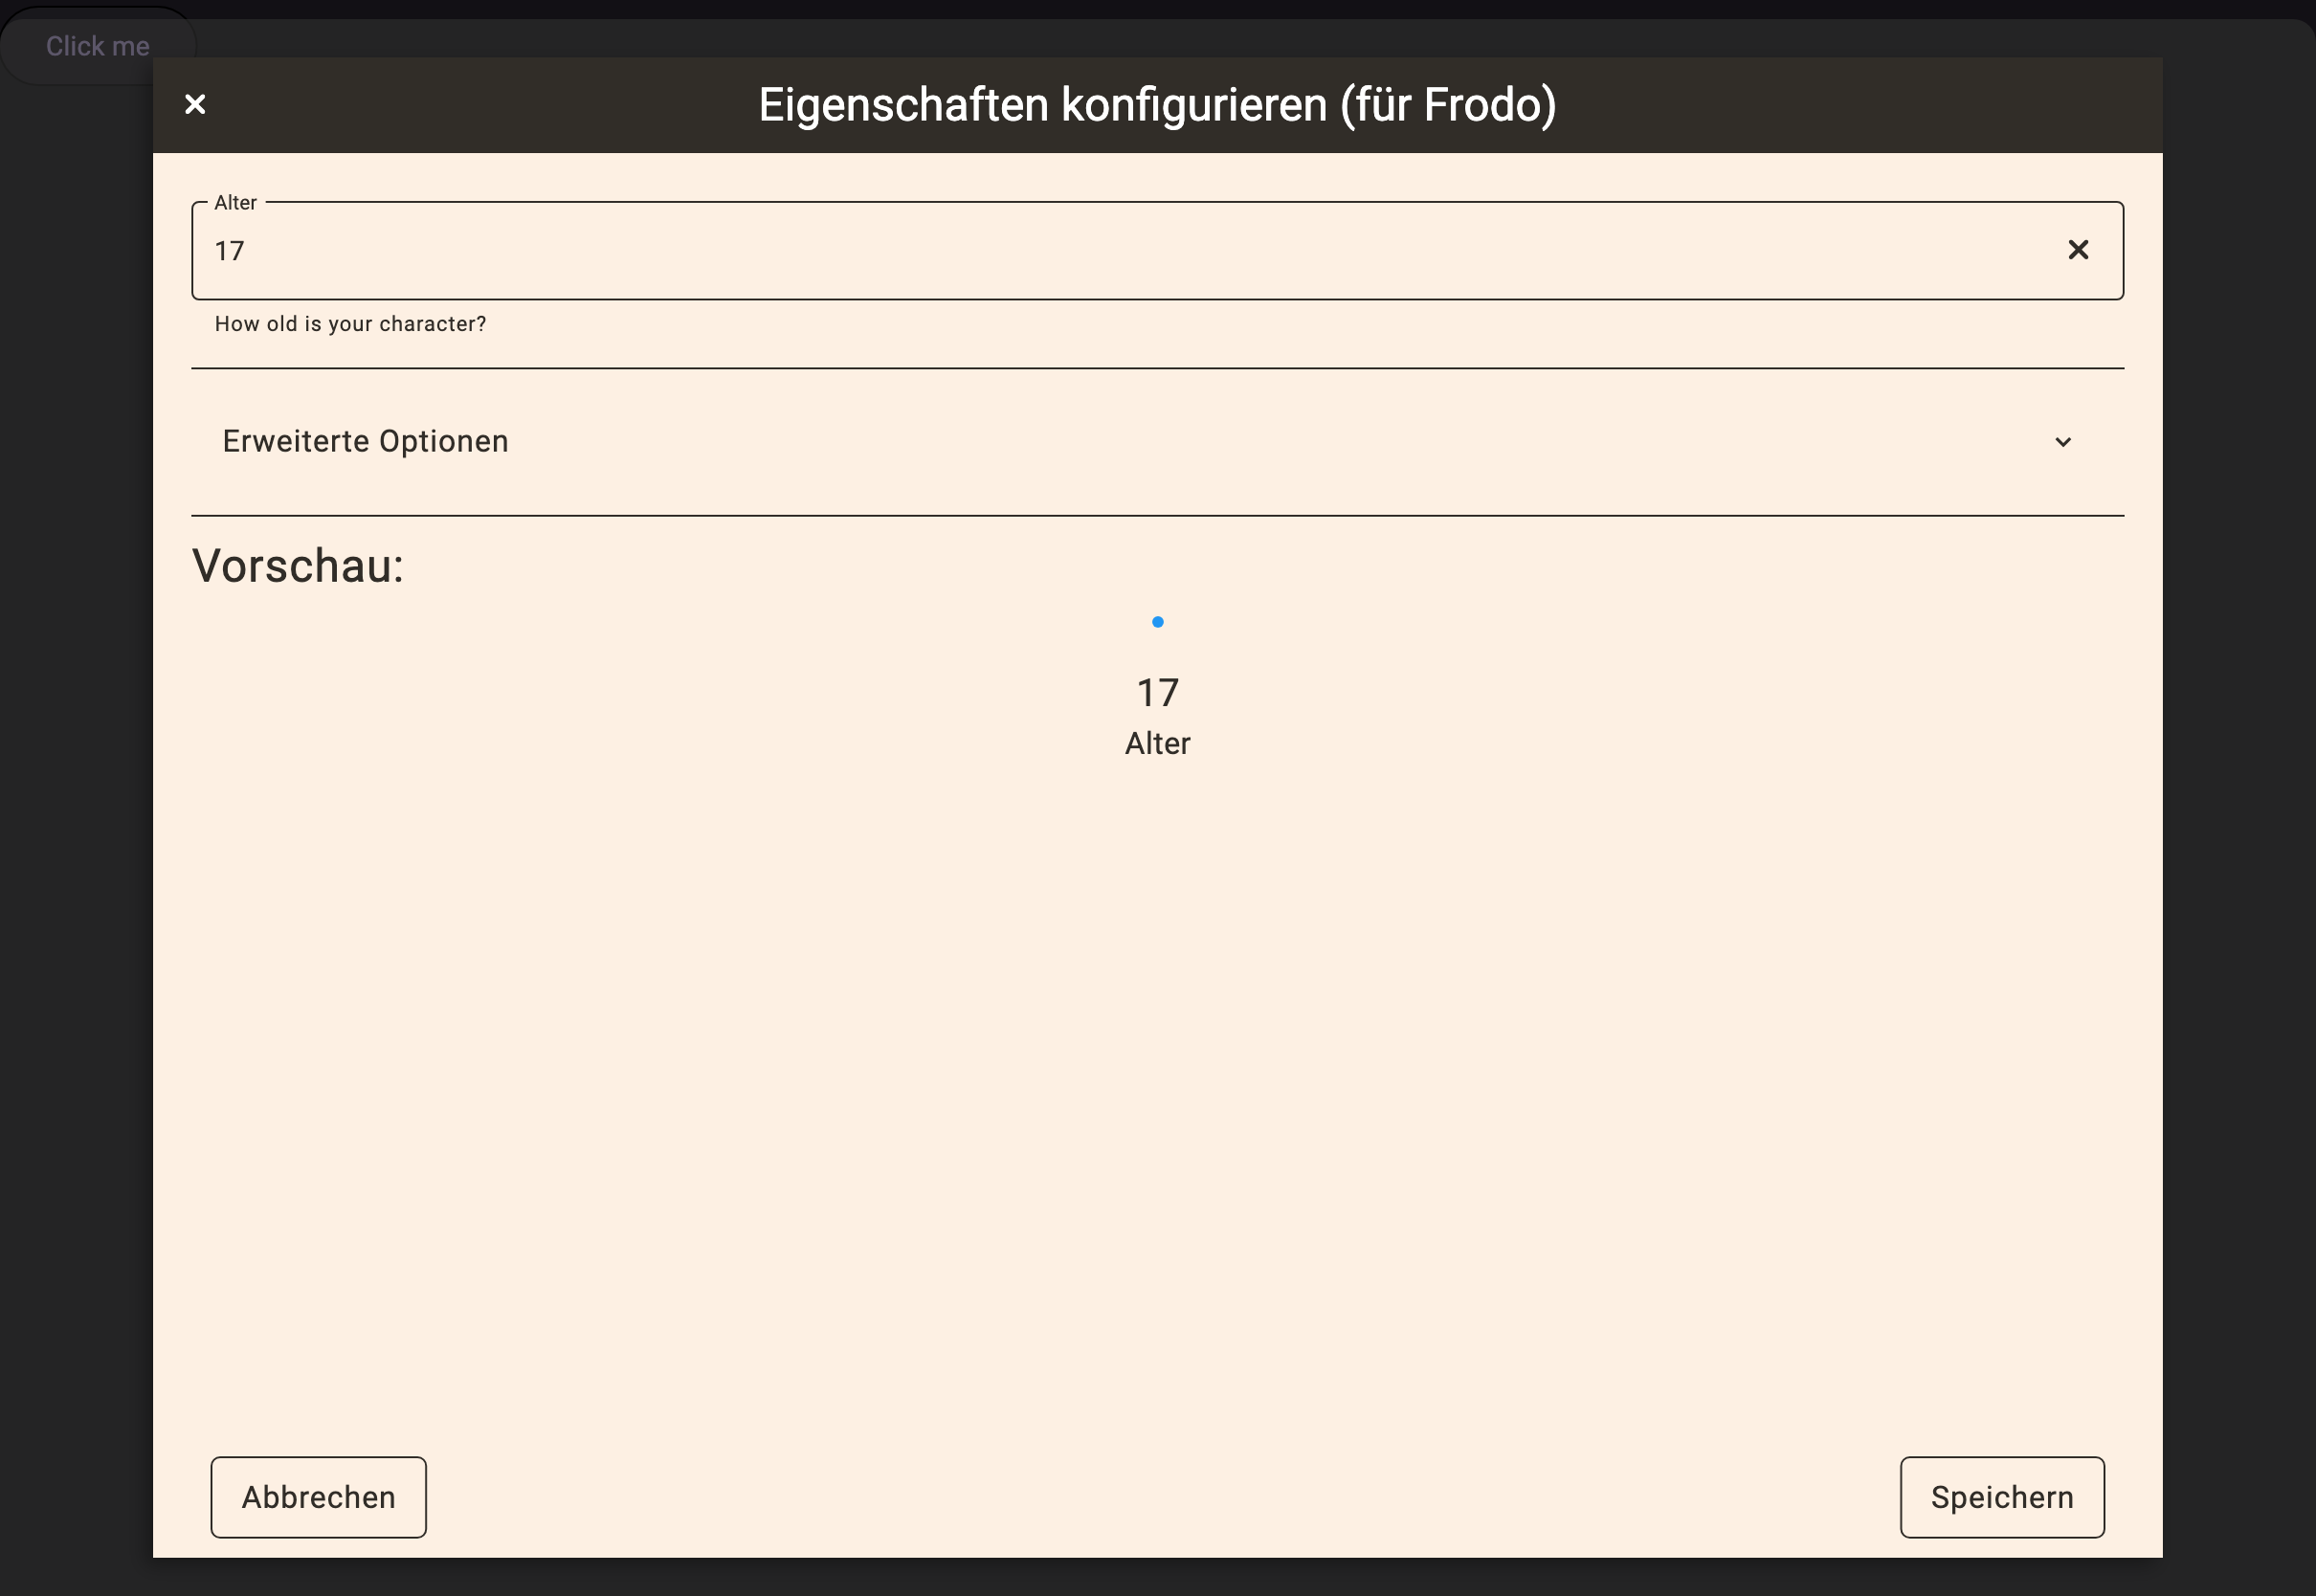 Click me
Eigenschaften konfigurieren (für Frodo)
Alter
17
How old is your character?
Erweiterte Optionen
Vorschau:
17
Alter
Abbrechen
Speichern